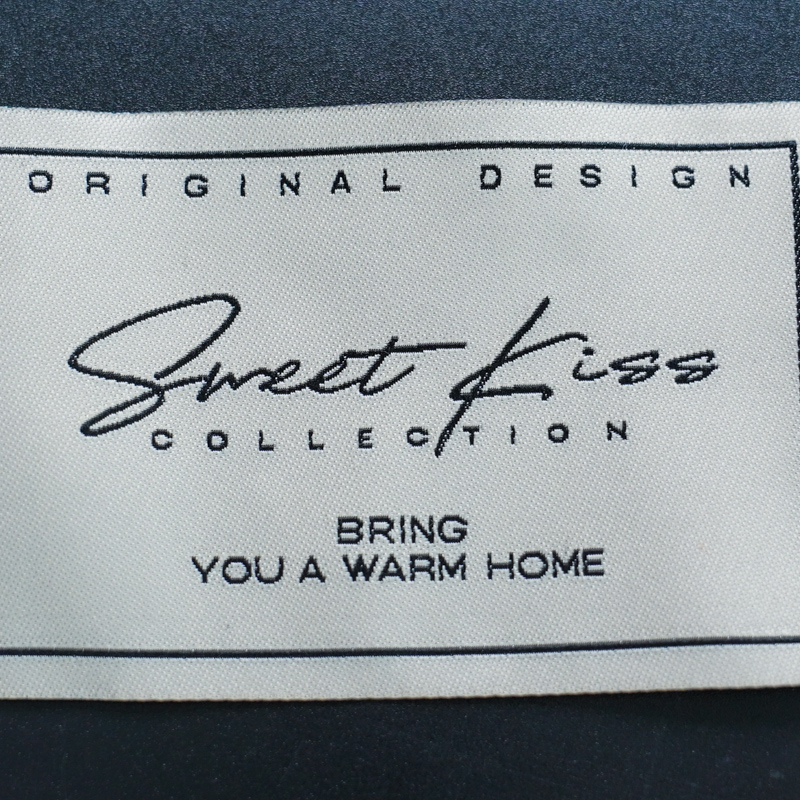 ORIGINAL DESIGN
Sweet Kiss
COLLECTION
BRING
YOU A WARM HOME